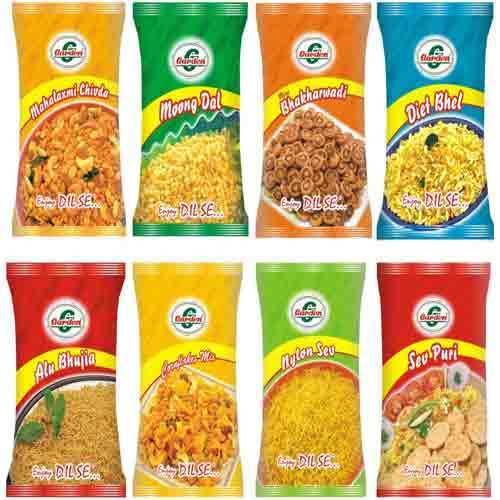 Garden
Mahalaxmi Chivda
Enjoy DIL SE...
Garden
Moong Dal
Enjoy DIL SE...
Garden
Mini
Bhakharwadi
Enjoy DIL SE...
Garden
Diet Bhel
Enjoy DIL SE...
Garden
Alu Bhujia
Enjoy DIL SE...
Garden
Cornflakes Mix
Enjoy DIL SE...
Garden
Nylon Sev
Enjoy DIL SE...
Garden
Sev Puri
Enjoy DIL SE...